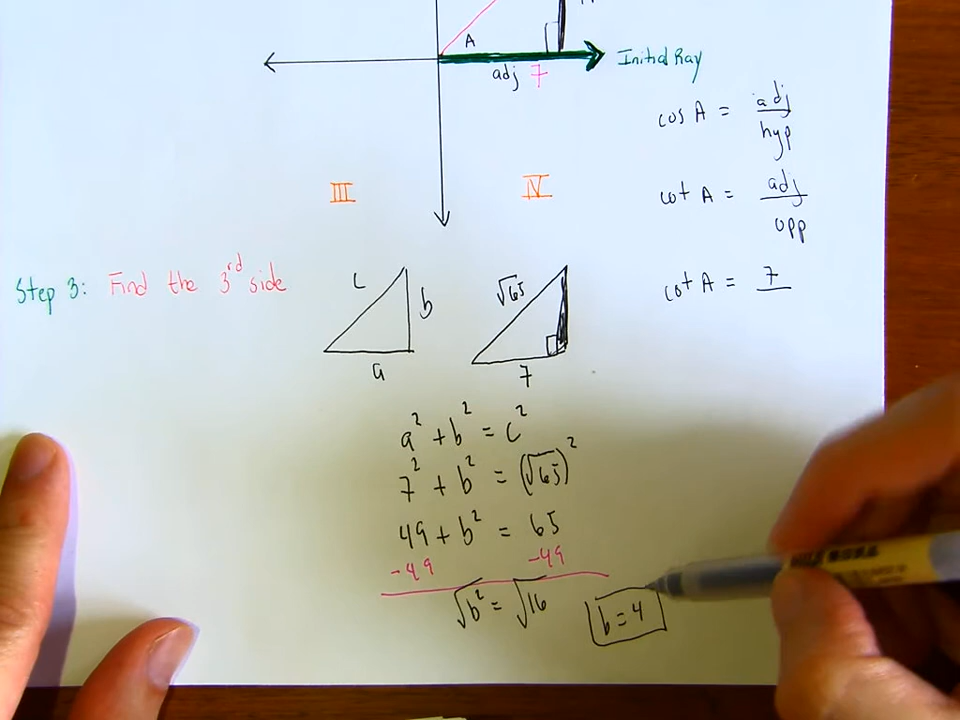 A
Initial Ray
adj 7
cos A = adj/hyp
III
IV
cot A = adj/opp
Step 3: Find the 3rd side
c
b
a
√65
7
cot A = 7
a² + b² = c²
7² + b² = (√65)²
49 + b² = 65
-49 -49
√b² = √16
b = 4